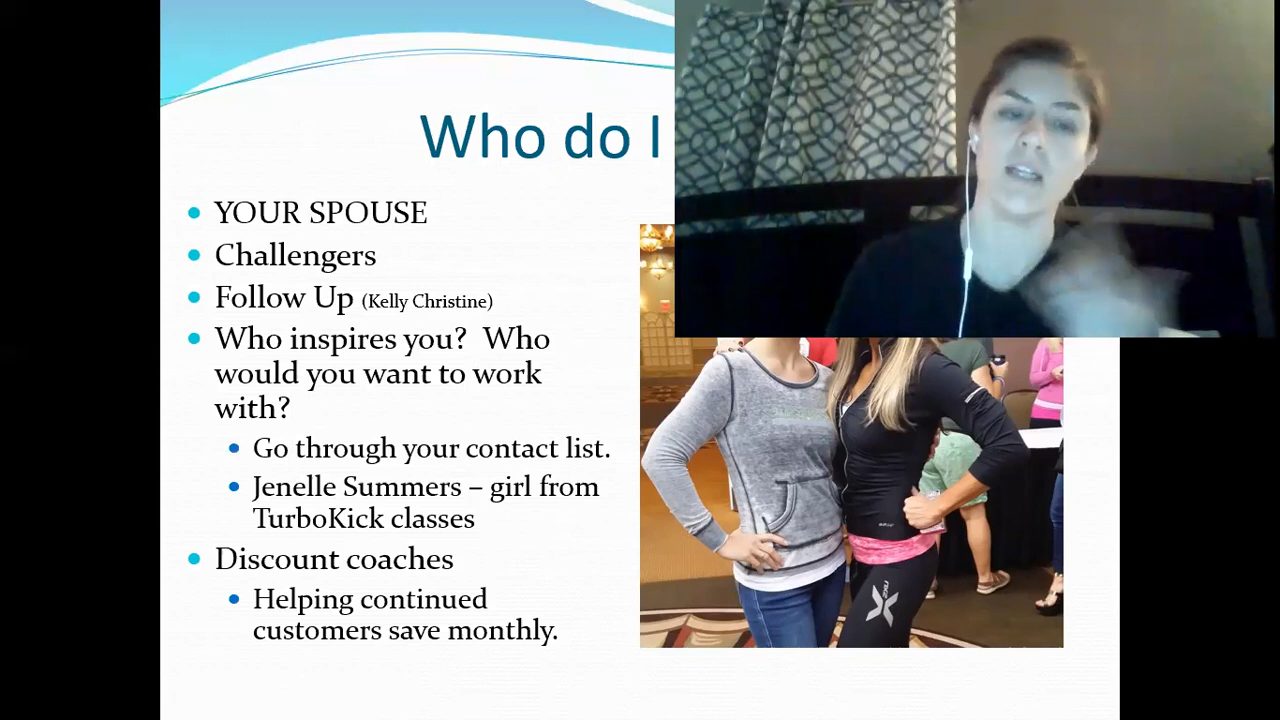 Who do I
YOUR SPOUSE
Challengers
Follow Up (Kelly Christine)
Who inspires you?  Who
would you want to work
with?
Go through your contact list.
Jenelle Summers – girl from
TurboKick classes
Discount coaches
Helping continued
customers save monthly.